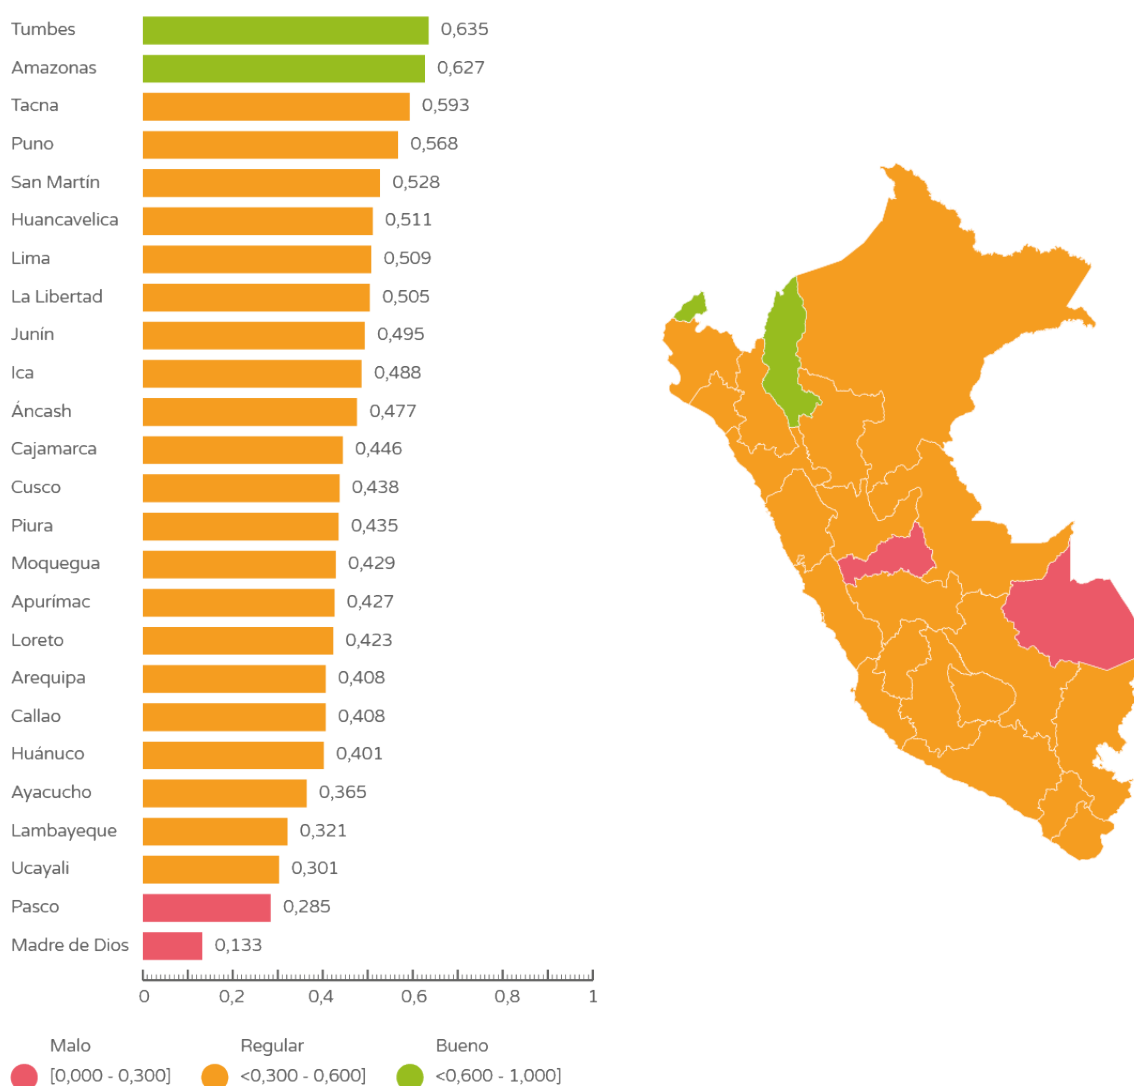 Tumbes 0,635
Amazonas 0,627
Tacna 0,593
Puno 0,568
San Martín 0,528
Huancavelica 0,511
Lima 0,509
La Libertad 0,505
Junín 0,495
Ica 0,488
Áncash 0,477
Cajamarca 0,446
Cusco 0,438
Piura 0,435
Moquegua 0,429
Apurímac 0,427
Loreto 0,423
Arequipa 0,408
Callao 0,408
Huánuco 0,401
Ayacucho 0,365
Lambayeque 0,321
Ucayali 0,301
Pasco 0,285
Madre de Dios 0,133
0 0,2 0,4 0,6 0,8 1
Malo Regular Bueno
[0,000 - 0,300] <0,300 - 0,600] <0,600 - 1,000]